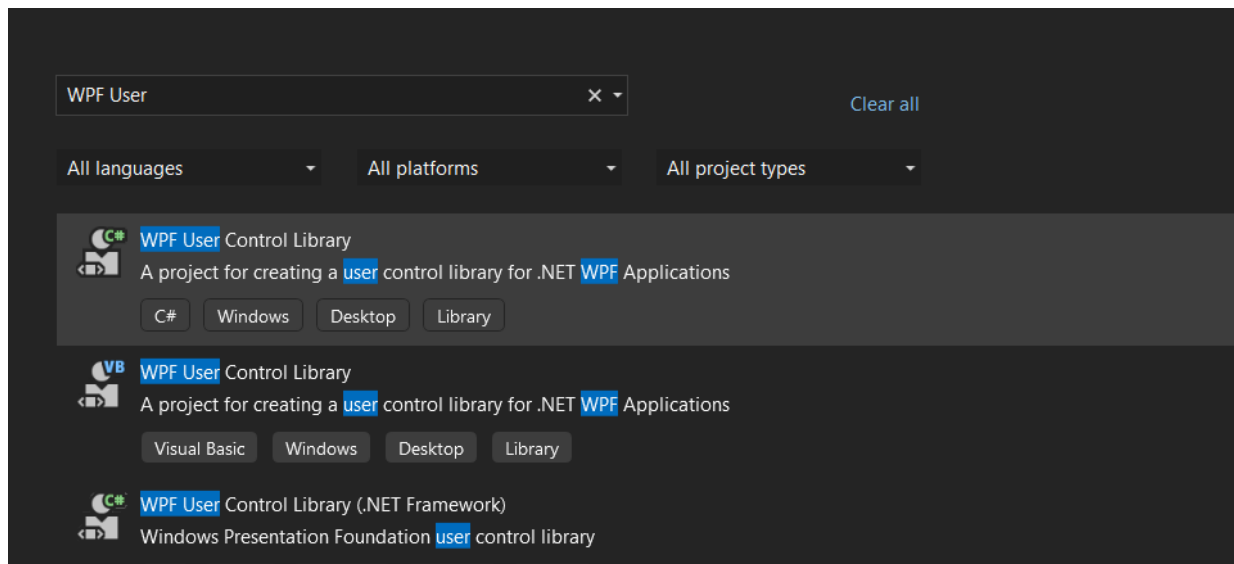 WPF User
Clear all
All languages
All platforms
All project types
C#
WPF User Control Library
A project for creating a user control library for .NET WPF Applications
C#
Windows
Desktop
Library
VB
WPF User Control Library
A project for creating a user control library for .NET WPF Applications
Visual Basic
Windows
Desktop
Library
C#
WPF User Control Library (.NET Framework)
Windows Presentation Foundation user control library